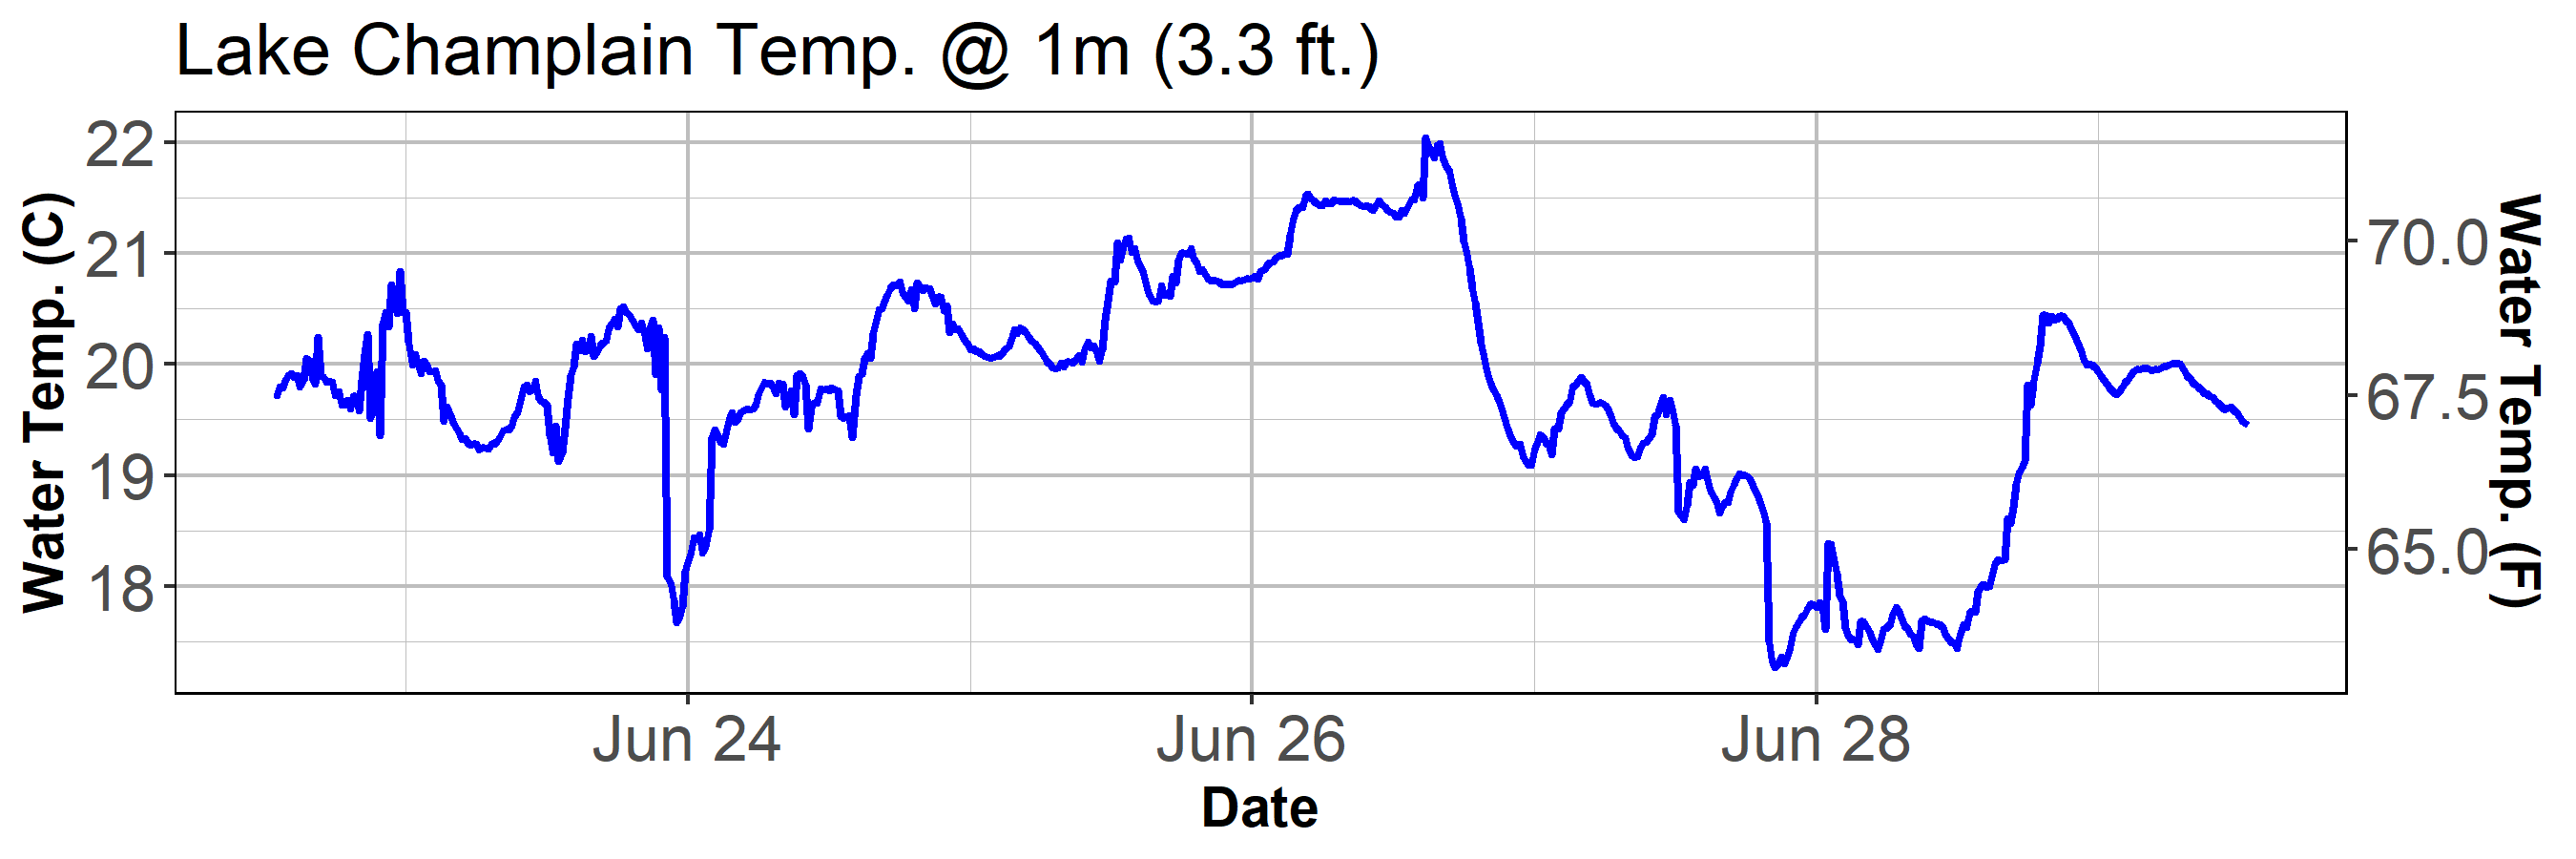 Lake Champlain Temp. @ 1m (3.3 ft.)
Water Temp. (C)
22
21
20
19
18
70.0
67.5
65.0
Water Temp. (F)
Jun 24
Jun 26
Jun 28
Date